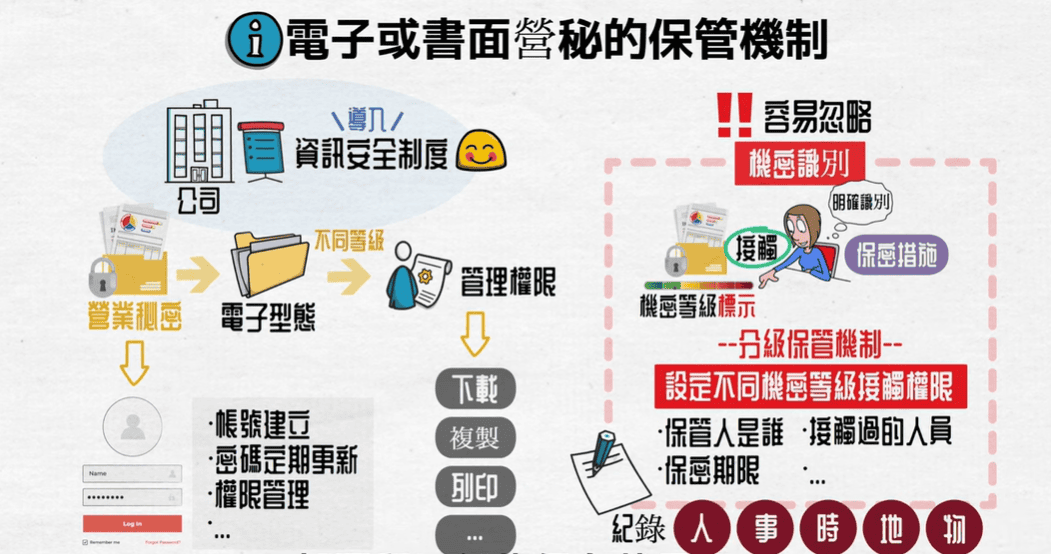 電子或書面營秘的保管機制
導入
資訊安全制度
公司
營業秘密
電子型態
不同等級
管理權限
Name
Log In
Remember me
Forgot Password?
·帳號建立
·密碼定期更新
·權限管理
·...
下載
複製
列印
...
!! 容易忽略
機密識別
明確識別
接觸
保密措施
機密等級標示
--分級保管機制--
設定不同機密等級接觸權限
·保管人是誰 ·接觸過的人員
·保密期限 ·...
紀錄 人 事 時 地 物